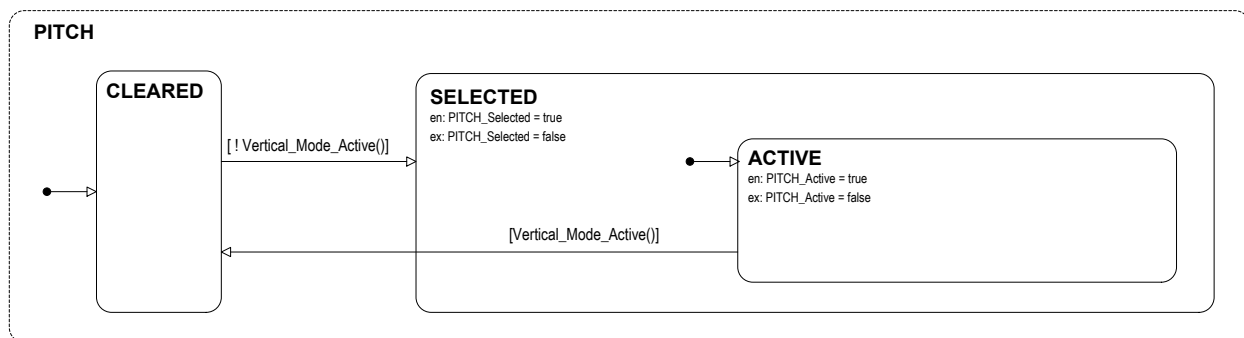 PITCH
CLEARED
[ ! Vertical_Mode_Active()]
SELECTED
en: PITCH_Selected = true
ex: PITCH_Selected = false
ACTIVE
en: PITCH_Active = true
ex: PITCH_Active = false
[Vertical_Mode_Active()]